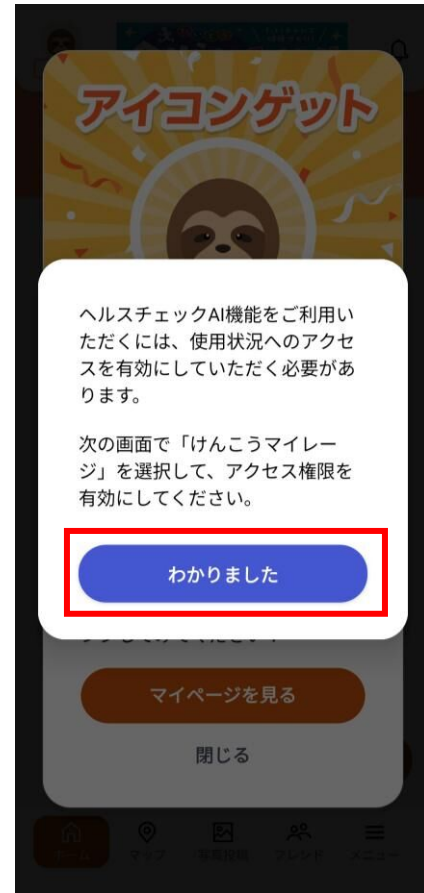 アイコンゲット
ヘルスチェックAI機能をご利用い
ただくには、使用状況へのアクセ
スを有効にしていただく必要があ
ります。
次の画面で「けんこうマイレー
ジ」を選択して、アクセス権限を
有効にしてください。
わかりました
マイページを見る
閉じる
ホーム
マップ
フレンド
メニュー